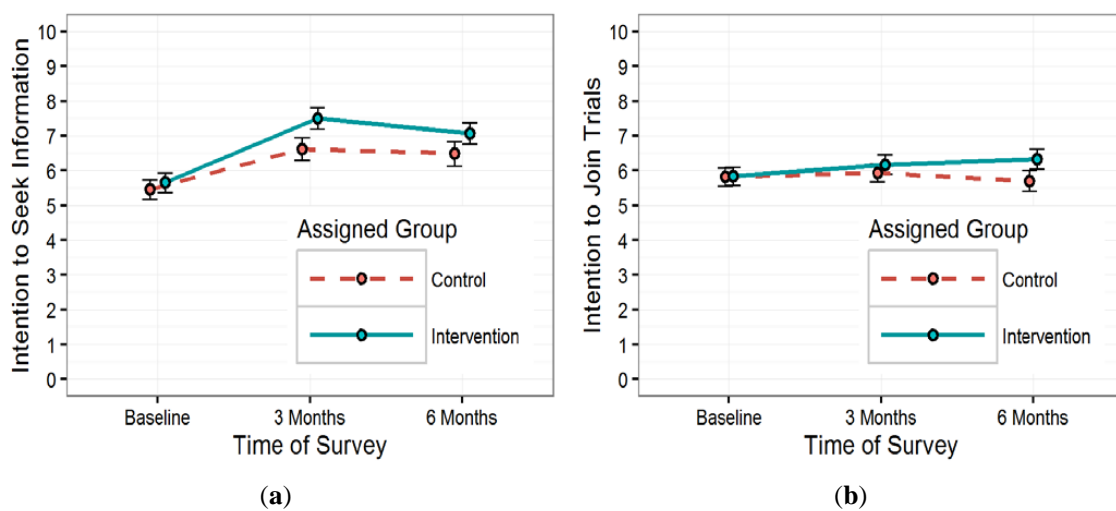 Intention to Seek Information
10
9
8
7
6
5
4
3
2
1
0
Assigned Group
Control
Intervention
Baseline
3 Months
6 Months
Time of Survey
(a)
Intention to Join Trials
10
9
8
7
6
5
4
3
2
1
0
Assigned Group
Control
Intervention
Baseline
3 Months
6 Months
Time of Survey
(b)